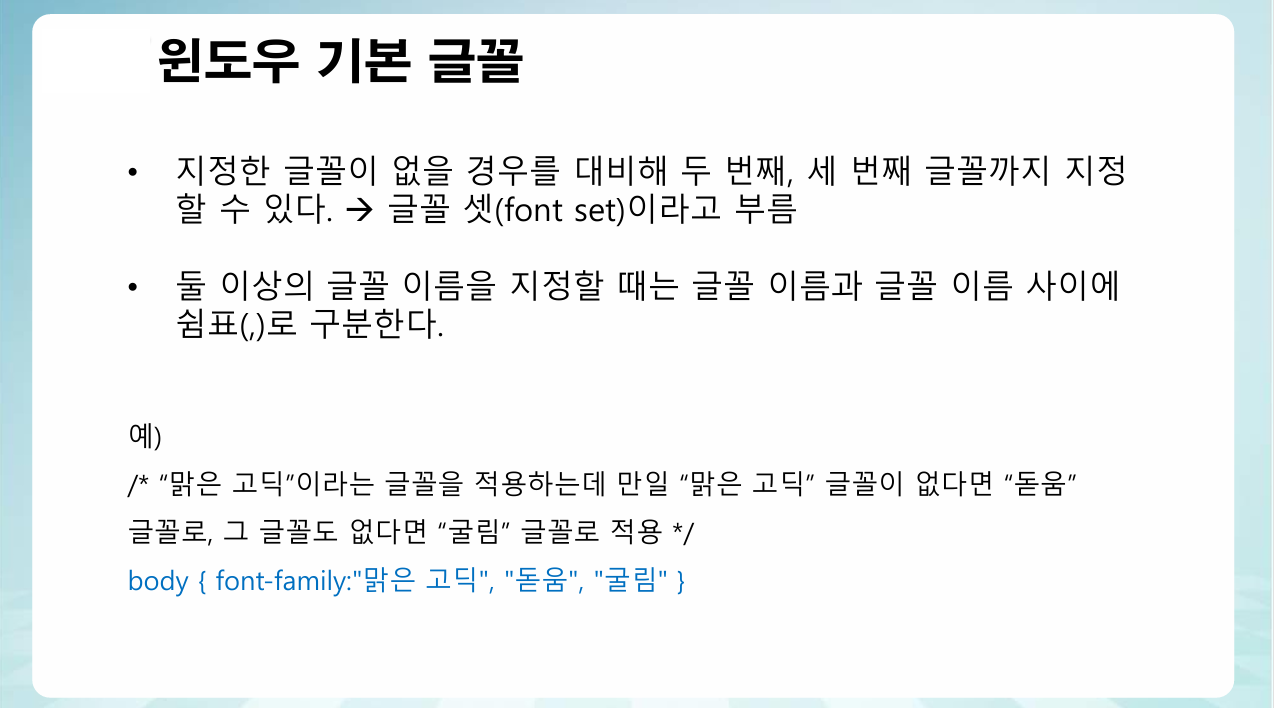 윈도우 기본 글꼴
• 지정한 글꼴이 없을 경우를 대비해 두 번째, 세 번째 글꼴까지 지정
할 수 있다. → 글꼴 셋(font set)이라고 부름
• 둘 이상의 글꼴 이름을 지정할 때는 글꼴 이름과 글꼴 이름 사이에
쉼표(,)로 구분한다.
예)
/* “맑은 고딕”이라는 글꼴을 적용하는데 만일 “맑은 고딕” 글꼴이 없다면 “돋움”
글꼴로, 그 글꼴도 없다면 “굴림” 글꼴로 적용 */
body { font-family:"맑은 고딕", "돋움", "굴림" }